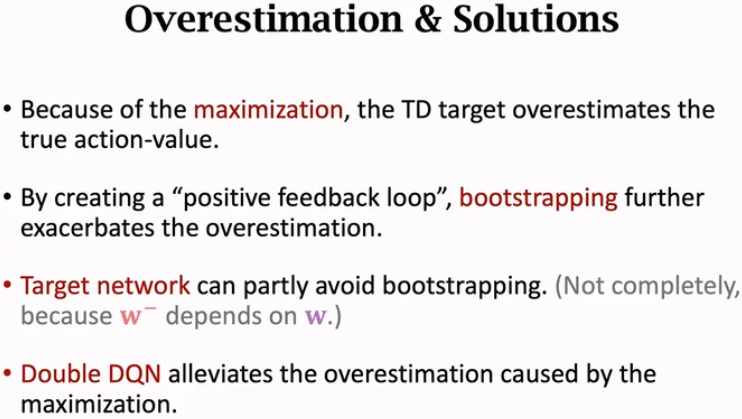 Overestimation & Solutions
• Because of the maximization, the TD target overestimates the
true action-value.
• By creating a “positive feedback loop”, bootstrapping further
exacerbates the overestimation.
• Target network can partly avoid bootstrapping. (Not completely,
because w⁻ depends on w.)
• Double DQN alleviates the overestimation caused by the
maximization.